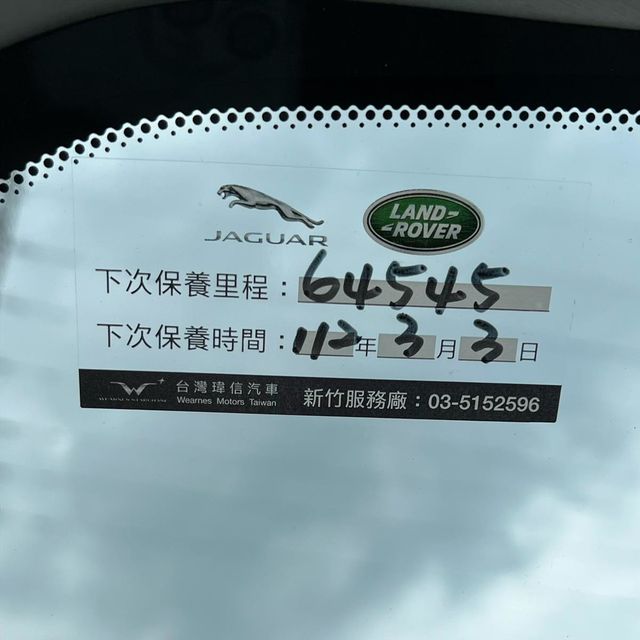 JAGUAR
LAND-
-ROVER
下次保養里程：64545
下次保養時間：112年3月3日
台灣瑋信汽車
Wearnes Motors Taiwan
新竹服務廠：03-5152596